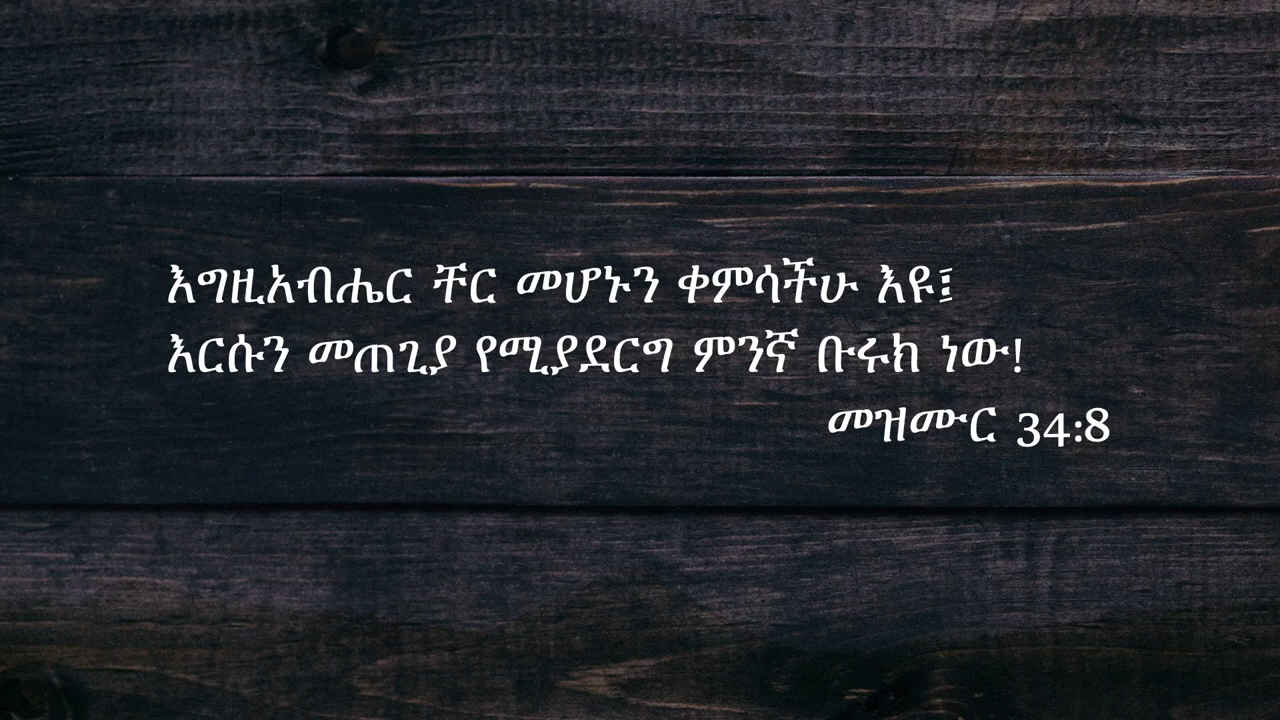 እግዚአብሔር ቸር መሆኑን ቀምሳችሁ እዩ፤
እርሱን መጠጊያ የሚያደርግ ምንኛ ቡሩክ ነው!
መዝሙር 34:8